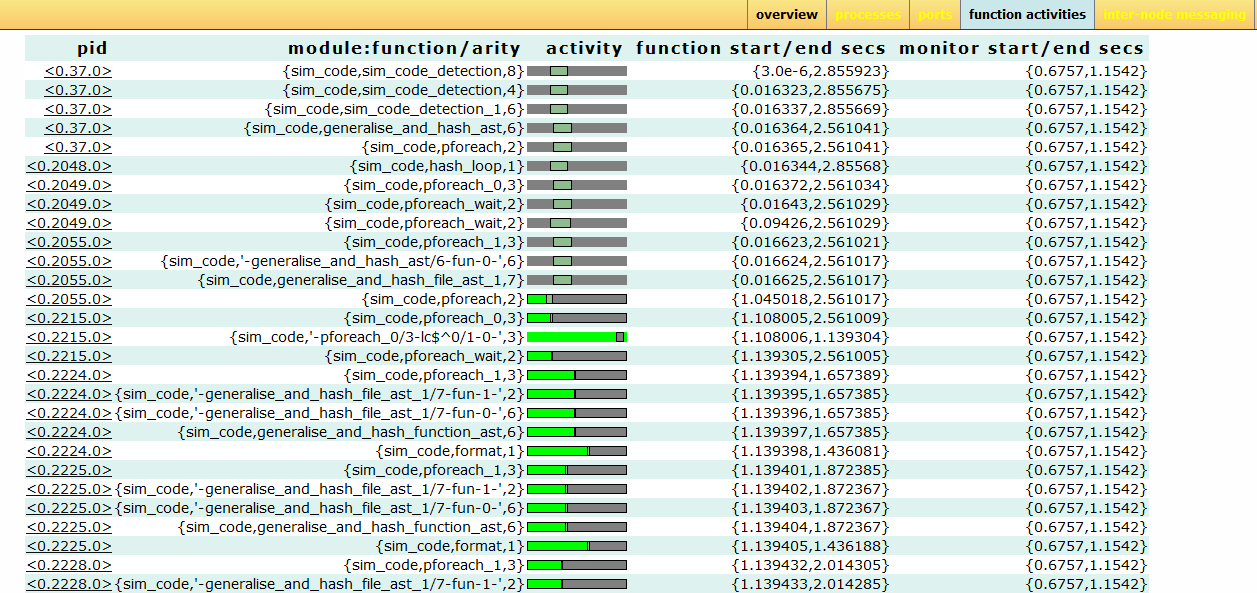 overview processes ports function activities inter-node messaging
pid module:function/arity activity function start/end secs monitor start/end secs
<0.37.0> {sim_code,sim_code_detection,8} {3.0e-6,2.855923} {0.6757,1.1542}
<0.37.0> {sim_code,sim_code_detection,4} {0.016323,2.855675} {0.6757,1.1542}
<0.37.0> {sim_code,sim_code_detection_1,6} {0.016337,2.855669} {0.6757,1.1542}
<0.37.0> {sim_code,generalise_and_hash_ast,6} {0.016364,2.561041} {0.6757,1.1542}
<0.37.0> {sim_code,pforeach,2} {0.016365,2.561041} {0.6757,1.1542}
<0.2048.0> {sim_code,hash_loop,1} {0.016344,2.85568} {0.6757,1.1542}
<0.2049.0> {sim_code,pforeach_0,3} {0.016372,2.561034} {0.6757,1.1542}
<0.2049.0> {sim_code,pforeach_wait,2} {0.01643,2.561029} {0.6757,1.1542}
<0.2049.0> {sim_code,pforeach_wait,2} {0.09426,2.561029} {0.6757,1.1542}
<0.2055.0> {sim_code,pforeach_1,3} {0.016623,2.561021} {0.6757,1.1542}
<0.2055.0> {sim_code,'-generalise_and_hash_ast/6-fun-0-',6} {0.016624,2.561017} {0.6757,1.1542}
<0.2055.0> {sim_code,generalise_and_hash_file_ast_1,7} {0.016625,2.561017} {0.6757,1.1542}
<0.2055.0> {sim_code,pforeach,2} {1.045018,2.561017} {0.6757,1.1542}
<0.2215.0> {sim_code,pforeach_0,3} {1.108005,2.561009} {0.6757,1.1542}
<0.2215.0> {sim_code,'-pforeach_0/3-lc$^0/1-0-',3} {1.108006,1.139304} {0.6757,1.1542}
<0.2215.0> {sim_code,pforeach_wait,2} {1.139305,2.561005} {0.6757,1.1542}
<0.2224.0> {sim_code,pforeach_1,3} {1.139394,1.657389} {0.6757,1.1542}
<0.2224.0> {sim_code,'-generalise_and_hash_file_ast_1/7-fun-1-',2} {1.139395,1.657385} {0.6757,1.1542}
<0.2224.0> {sim_code,'-generalise_and_hash_file_ast_1/7-fun-0-',6} {1.139396,1.657385} {0.6757,1.1542}
<0.2224.0> {sim_code,generalise_and_hash_function_ast,6} {1.139397,1.657385} {0.6757,1.1542}
<0.2224.0> {sim_code,format,1} {1.139398,1.436081} {0.6757,1.1542}
<0.2225.0> {sim_code,pforeach_1,3} {1.139401,1.872385} {0.6757,1.1542}
<0.2225.0> {sim_code,'-generalise_and_hash_file_ast_1/7-fun-1-',2} {1.139402,1.872367} {0.6757,1.1542}
<0.2225.0> {sim_code,'-generalise_and_hash_file_ast_1/7-fun-0-',6} {1.139403,1.872367} {0.6757,1.1542}
<0.2225.0> {sim_code,generalise_and_hash_function_ast,6} {1.139404,1.872367} {0.6757,1.1542}
<0.2225.0> {sim_code,format,1} {1.139405,1.436188} {0.6757,1.1542}
<0.2228.0> {sim_code,pforeach_1,3} {1.139432,2.014305} {0.6757,1.1542}
<0.2228.0> {sim_code,'-generalise_and_hash_file_ast_1/7-fun-1-',2} {1.139433,2.014285} {0.6757,1.1542}